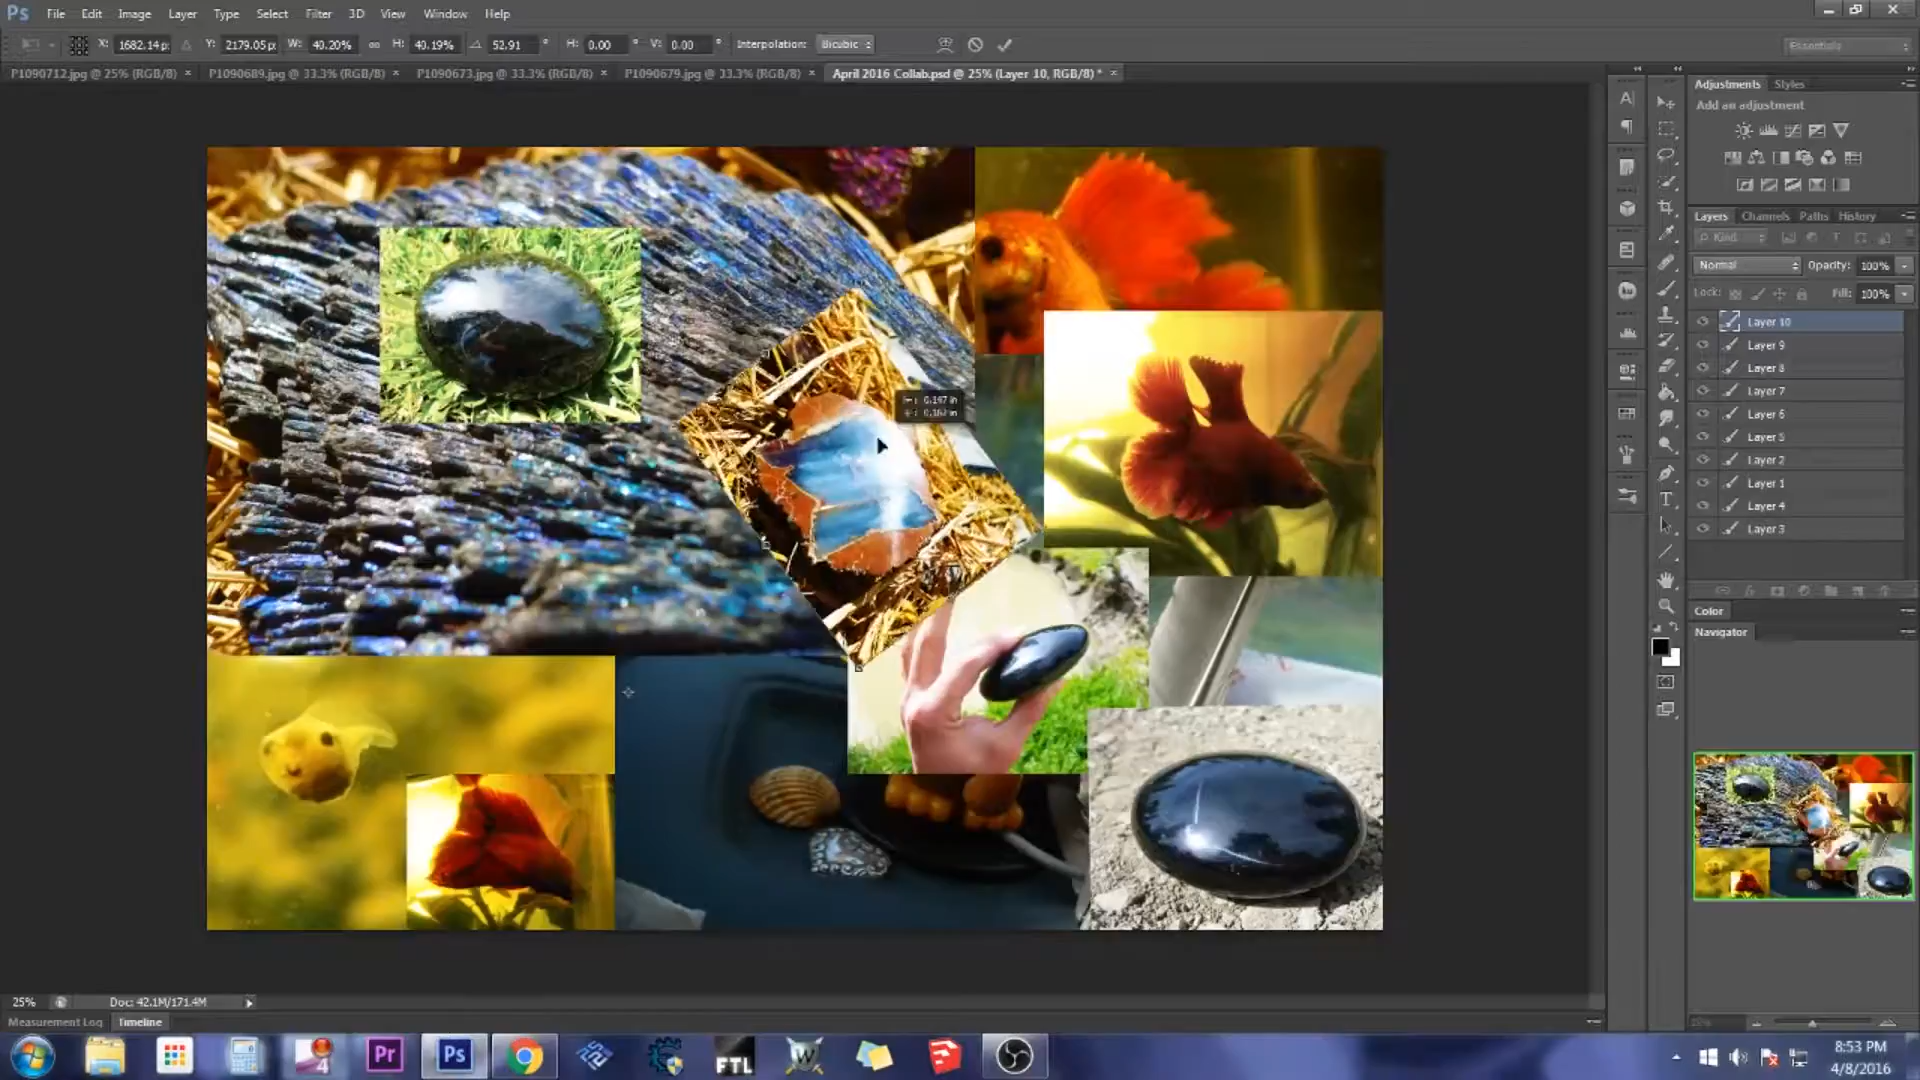 Ps File Edit Image Layer Type Select Filter 3D View Window Help
X: 1682.14 p: Y: 2179.05 p: W: 40.20% H: 40.19% 52.91 ° H: 0.00 ° V: 0.00 ° Interpolation: Bicubic Essentials
P1090712.jpg @ 25% (RGB/8) × P1090689.jpg @ 33.3% (RGB/8) × P1090673.jpg @ 33.3% (RGB/8) × P1090679.jpg @ 33.3% (RGB/8) × April 2016 Collab.psd @ 25% (Layer 10, RGB/8) * ×
Adjustments Styles
Add an adjustment
Layers Channels Paths History
Kind
Normal Opacity: 100%
Lock: Fill: 100%
Layer 10
Layer 9
Layer 8
Layer 7
Layer 6
Layer 5
Layer 2
Layer 1
Layer 4
Layer 3
Color
Navigator
25% Doc: 42.1M/171.4M
Measurement Log Timeline
4 Pr Ps FTL W
8:53 PM
4/8/2016